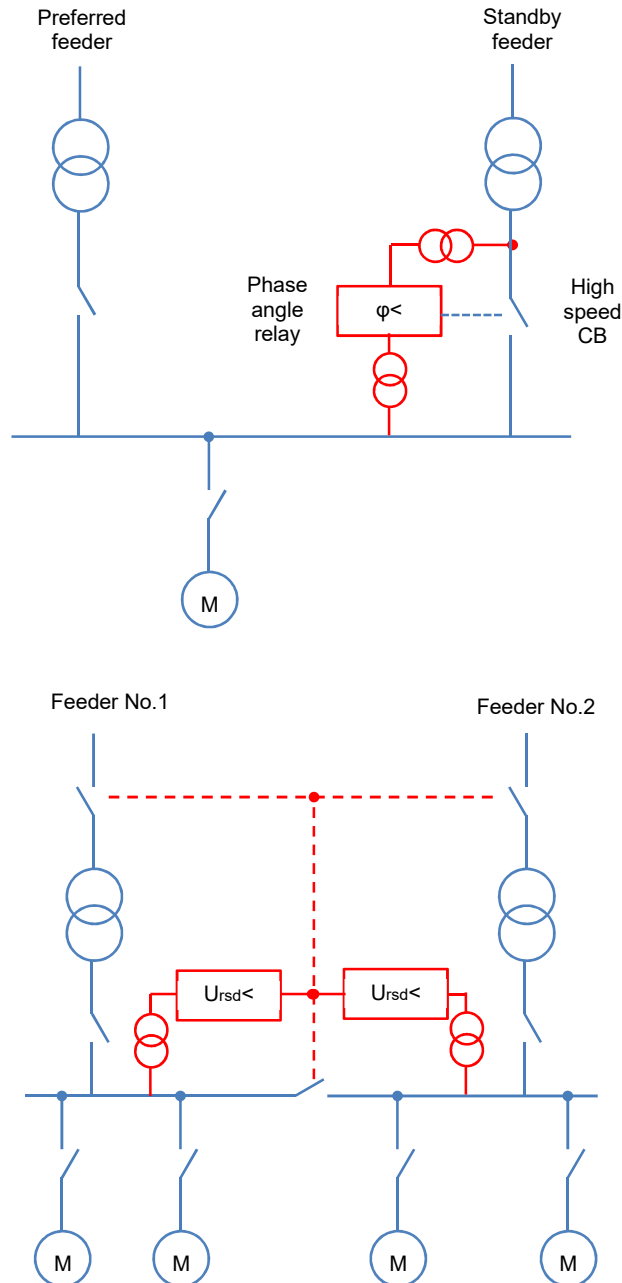 Preferred
feeder
Standby
feeder
Phase
angle
relay
φ<
High
speed
CB
M
Feeder No.1
Feeder No.2
Ursd<
Ursd<
M
M
M
M